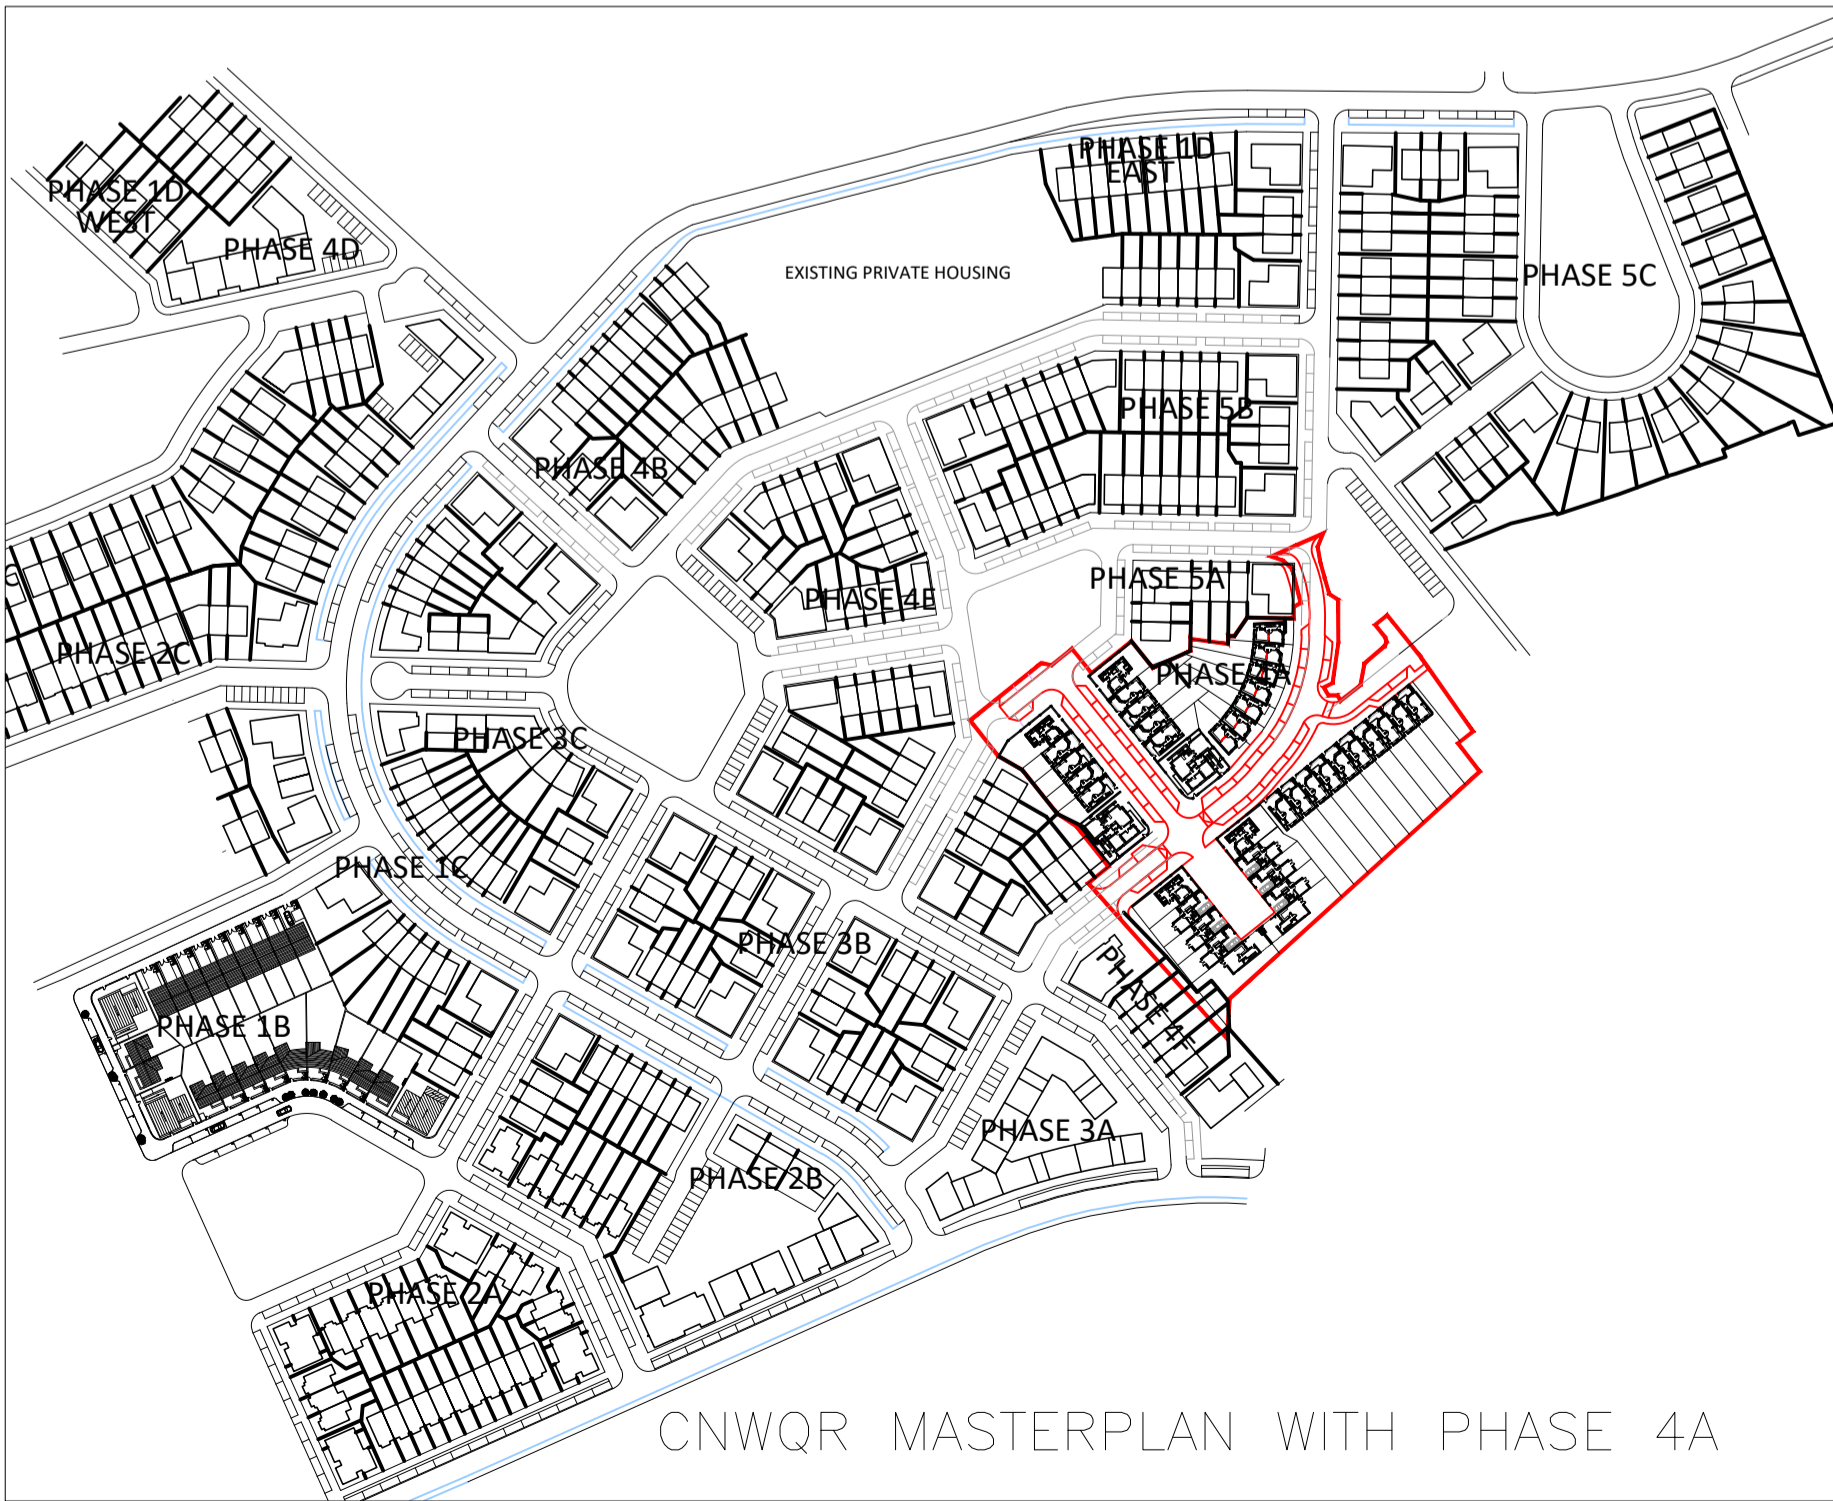 PHASE 1D
EAST
PHASE 1D
WEST
PHASE 4D
EXISTING PRIVATE HOUSING
PHASE 5C
PHASE 5B
PHASE 4B
PHASE 5A
PHASE 4E
PHASE 2C
PHASE 4A
PHASE 3C
PHASE 1C
PHASE 3B
PHASE 4F
PHASE 1B
PHASE 3A
PHASE 2B
PHASE 2A
CNWQR MASTERPLAN WITH PHASE 4A